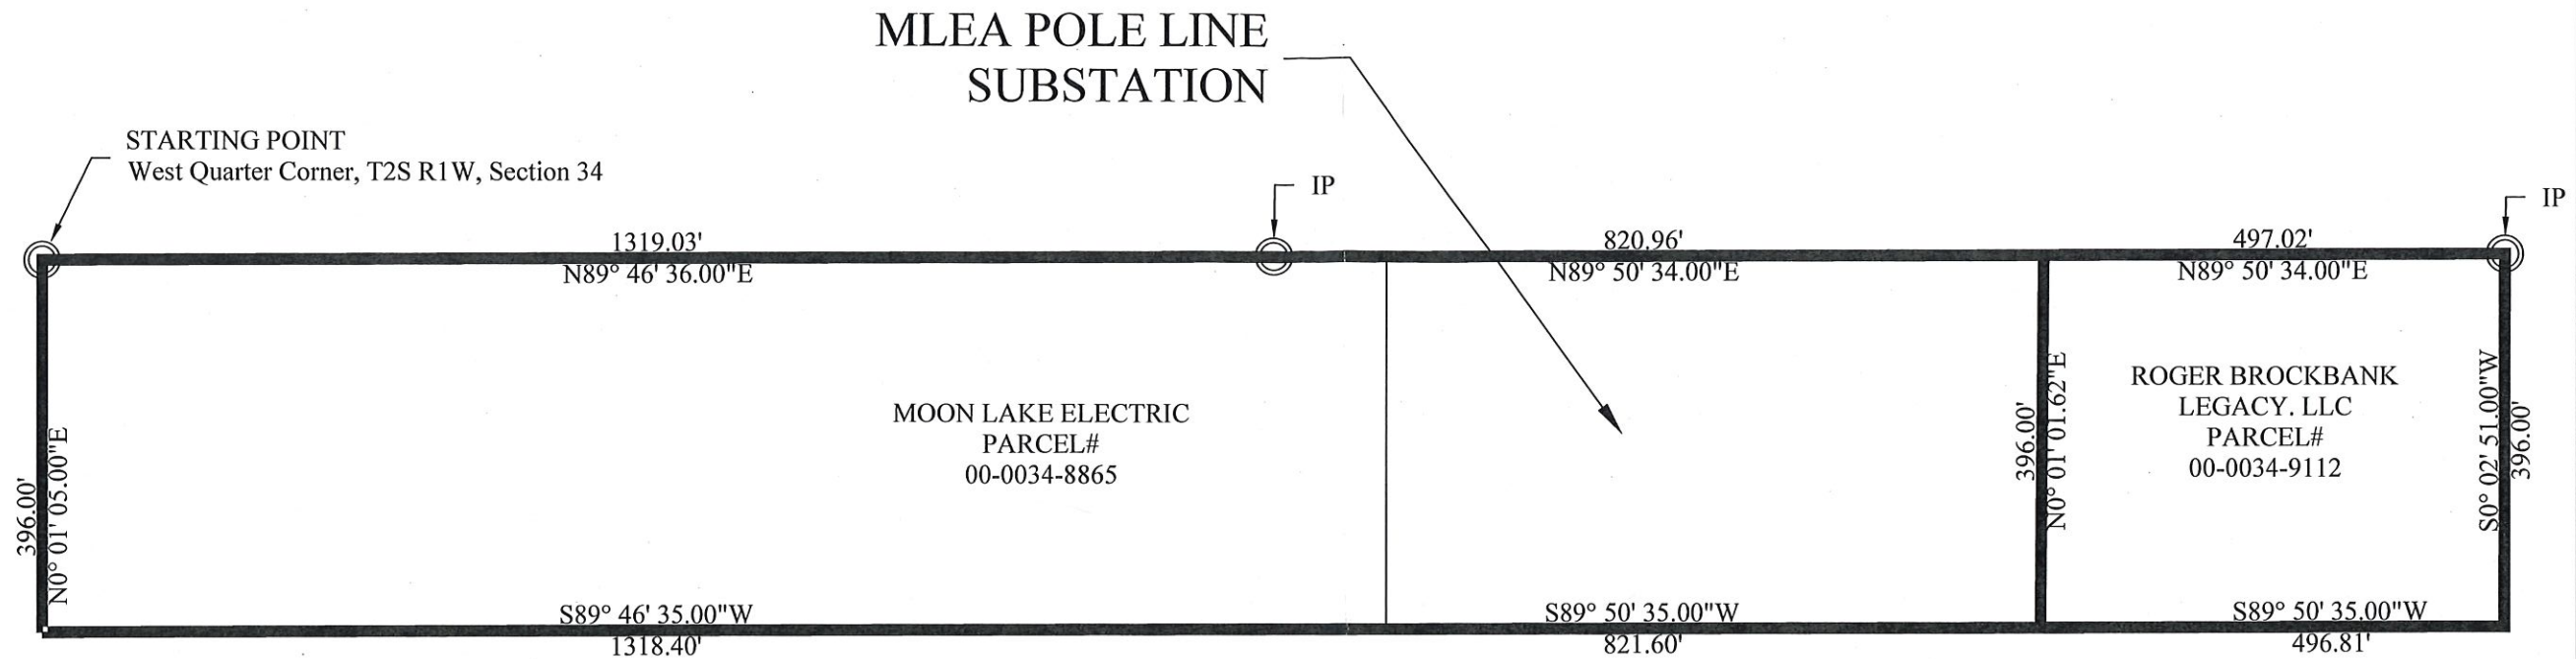 MLEA POLE LINE
SUBSTATION
STARTING POINT
West Quarter Corner, T2S R1W, Section 34
IP
IP
1319.03'
N89° 46' 36.00"E
820.96'
N89° 50' 34.00"E
497.02'
N89° 50' 34.00"E
396.00'
N0° 01' 05.00"E
MOON LAKE ELECTRIC
PARCEL#
00-0034-8865
396.00'
N0° 01' 01.62"E
ROGER BROCKBANK
LEGACY. LLC
PARCEL#
00-0034-9112
S0° 02' 51.00"W
396.00'
S89° 46' 35.00"W
1318.40'
S89° 50' 35.00"W
821.60'
S89° 50' 35.00"W
496.81'